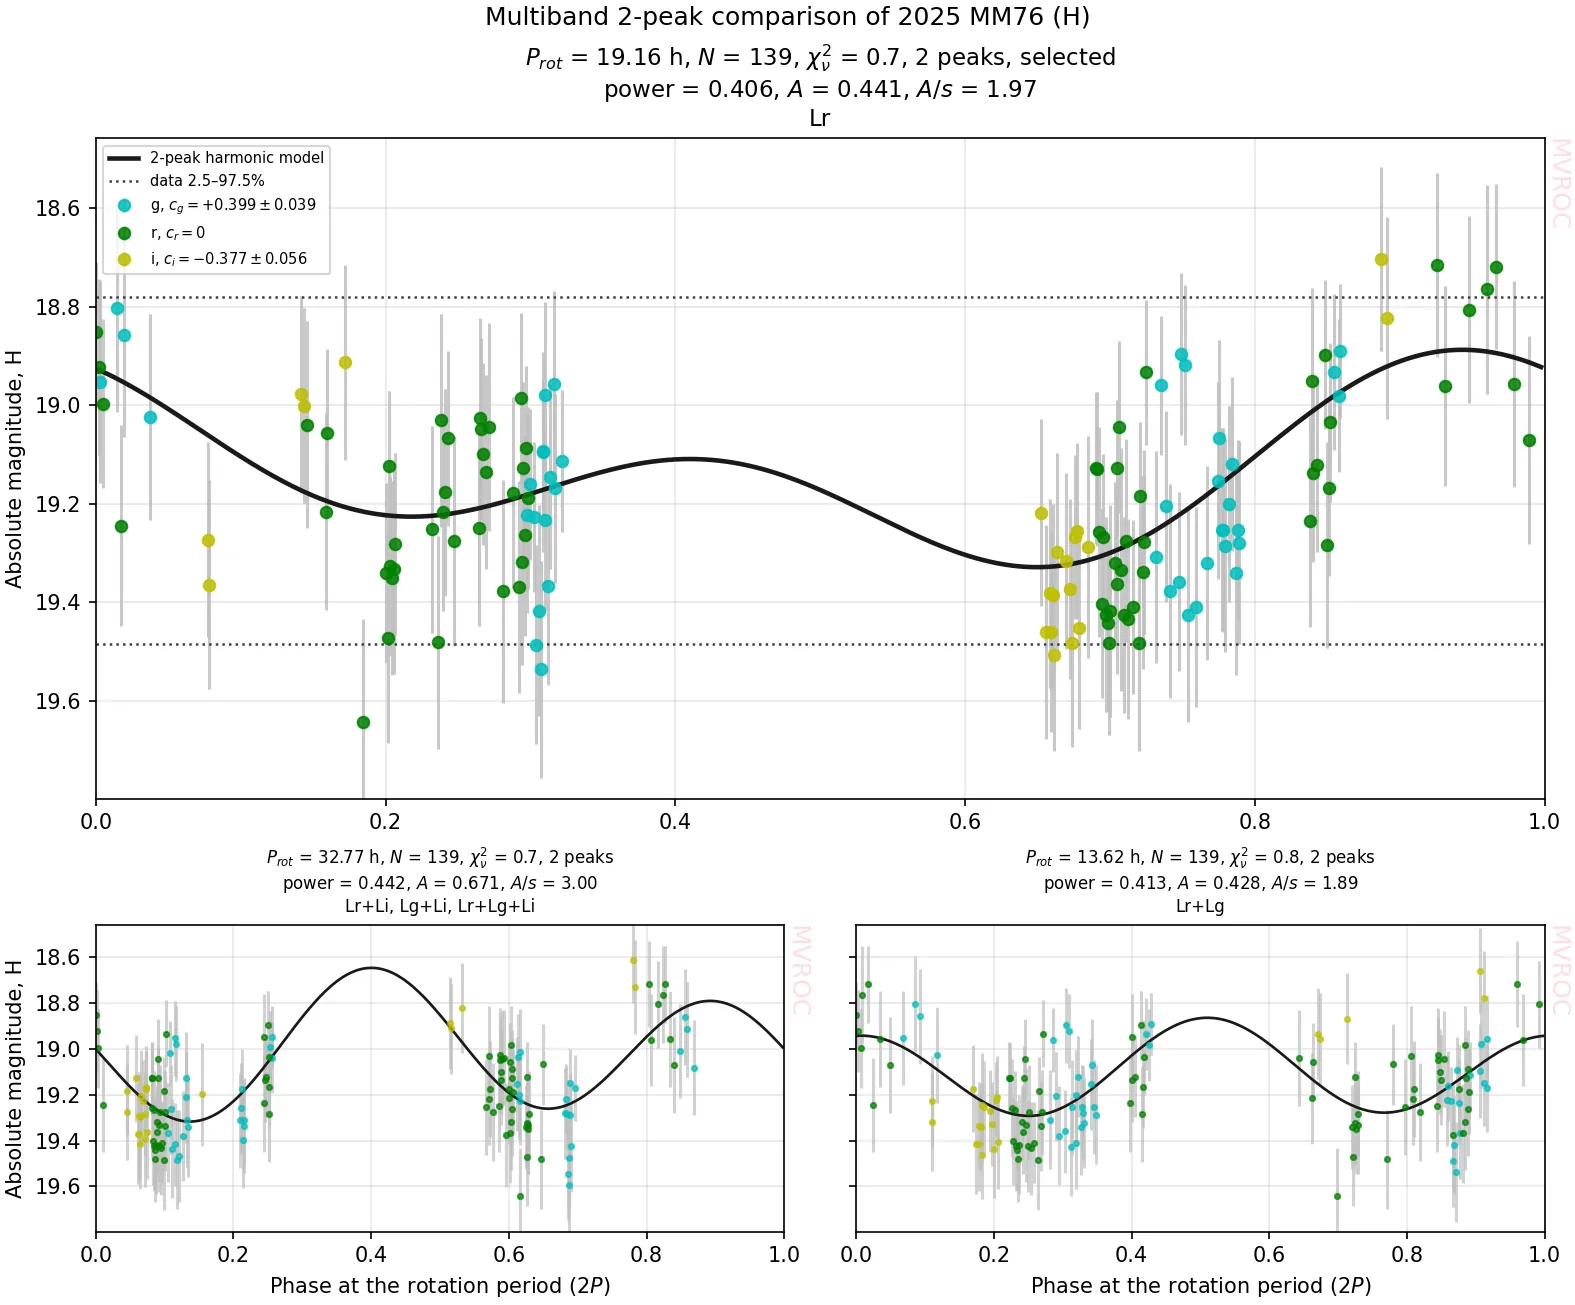 Multiband 2-peak comparison of 2025 MM76 (H)
P_rot = 19.16 h, N = 139, χ²_ν = 0.7, 2 peaks, selected
power = 0.406, A = 0.441, A/s = 1.97
Lr
2-peak harmonic model
data 2.5–97.5%
g, c_g = +0.399 ± 0.039
r, c_r = 0
i, c_i = −0.377 ± 0.056
MVROC
Absolute magnitude, H
18.6
18.8
19.0
19.2
19.4
19.6
0.0 0.2 0.4 0.6 0.8 1.0
P_rot = 32.77 h, N = 139, χ²_ν = 0.7, 2 peaks
power = 0.442, A = 0.671, A/s = 3.00
Lr+Li, Lg+Li, Lr+Lg+Li
MVROC
Absolute magnitude, H
18.6
18.8
19.0
19.2
19.4
19.6
0.0 0.2 0.4 0.6 0.8 1.0
Phase at the rotation period (2P)
P_rot = 13.62 h, N = 139, χ²_ν = 0.8, 2 peaks
power = 0.413, A = 0.428, A/s = 1.89
Lr+Lg
MVROC
0.0 0.2 0.4 0.6 0.8 1.0
Phase at the rotation period (2P)